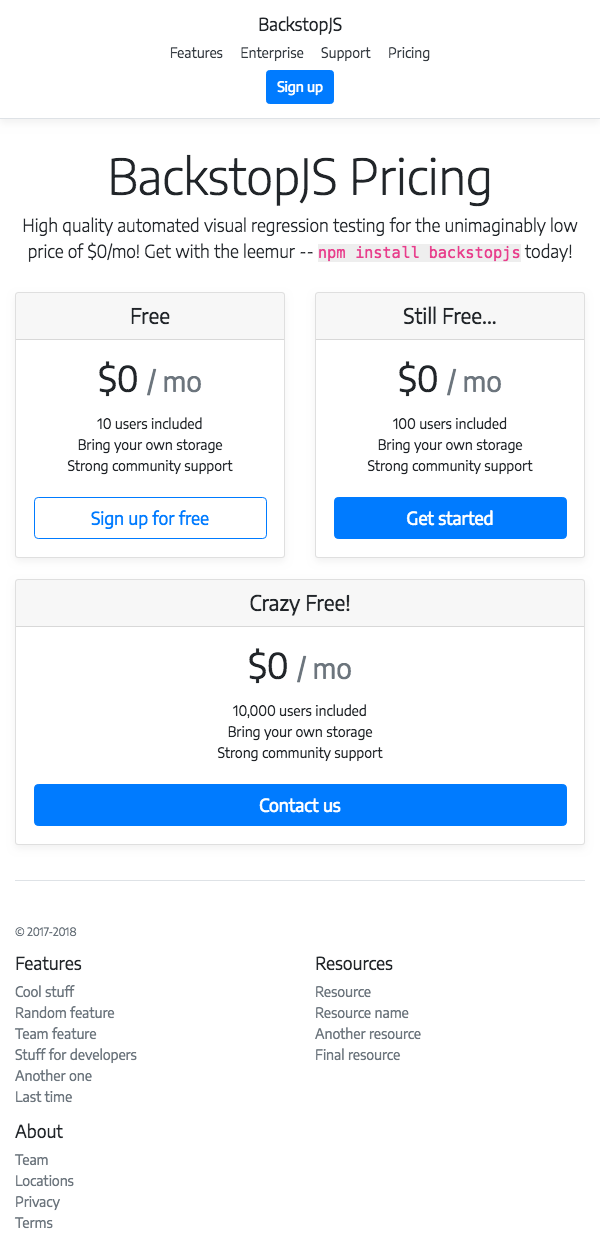 BackstopJS
Features Enterprise Support Pricing
Sign up
BackstopJS Pricing
High quality automated visual regression testing for the unimaginably low
price of $0/mo! Get with the leemur -- npm install backstopjs today!
Free
$0 / mo
10 users included
Bring your own storage
Strong community support
Sign up for free
Still Free...
$0 / mo
100 users included
Bring your own storage
Strong community support
Get started
Crazy Free!
$0 / mo
10,000 users included
Bring your own storage
Strong community support
Contact us
© 2017-2018
Features
Cool stuff
Random feature
Team feature
Stuff for developers
Another one
Last time
Resources
Resource
Resource name
Another resource
Final resource
About
Team
Locations
Privacy
Terms